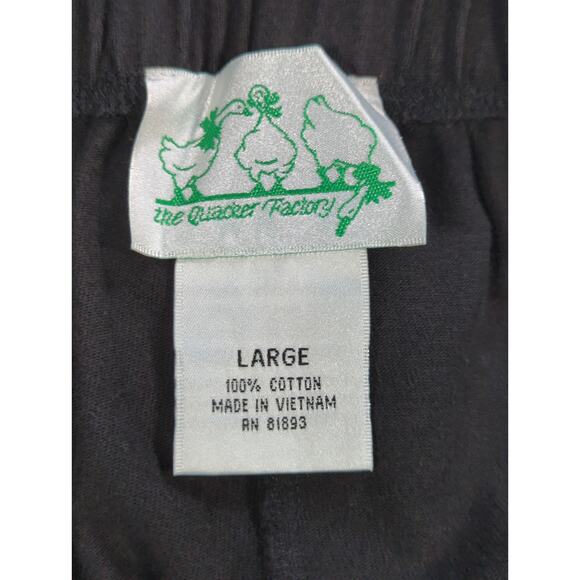 the Quacker Factory
LARGE
100% COTTON
MADE IN VIETNAM
RN 81893